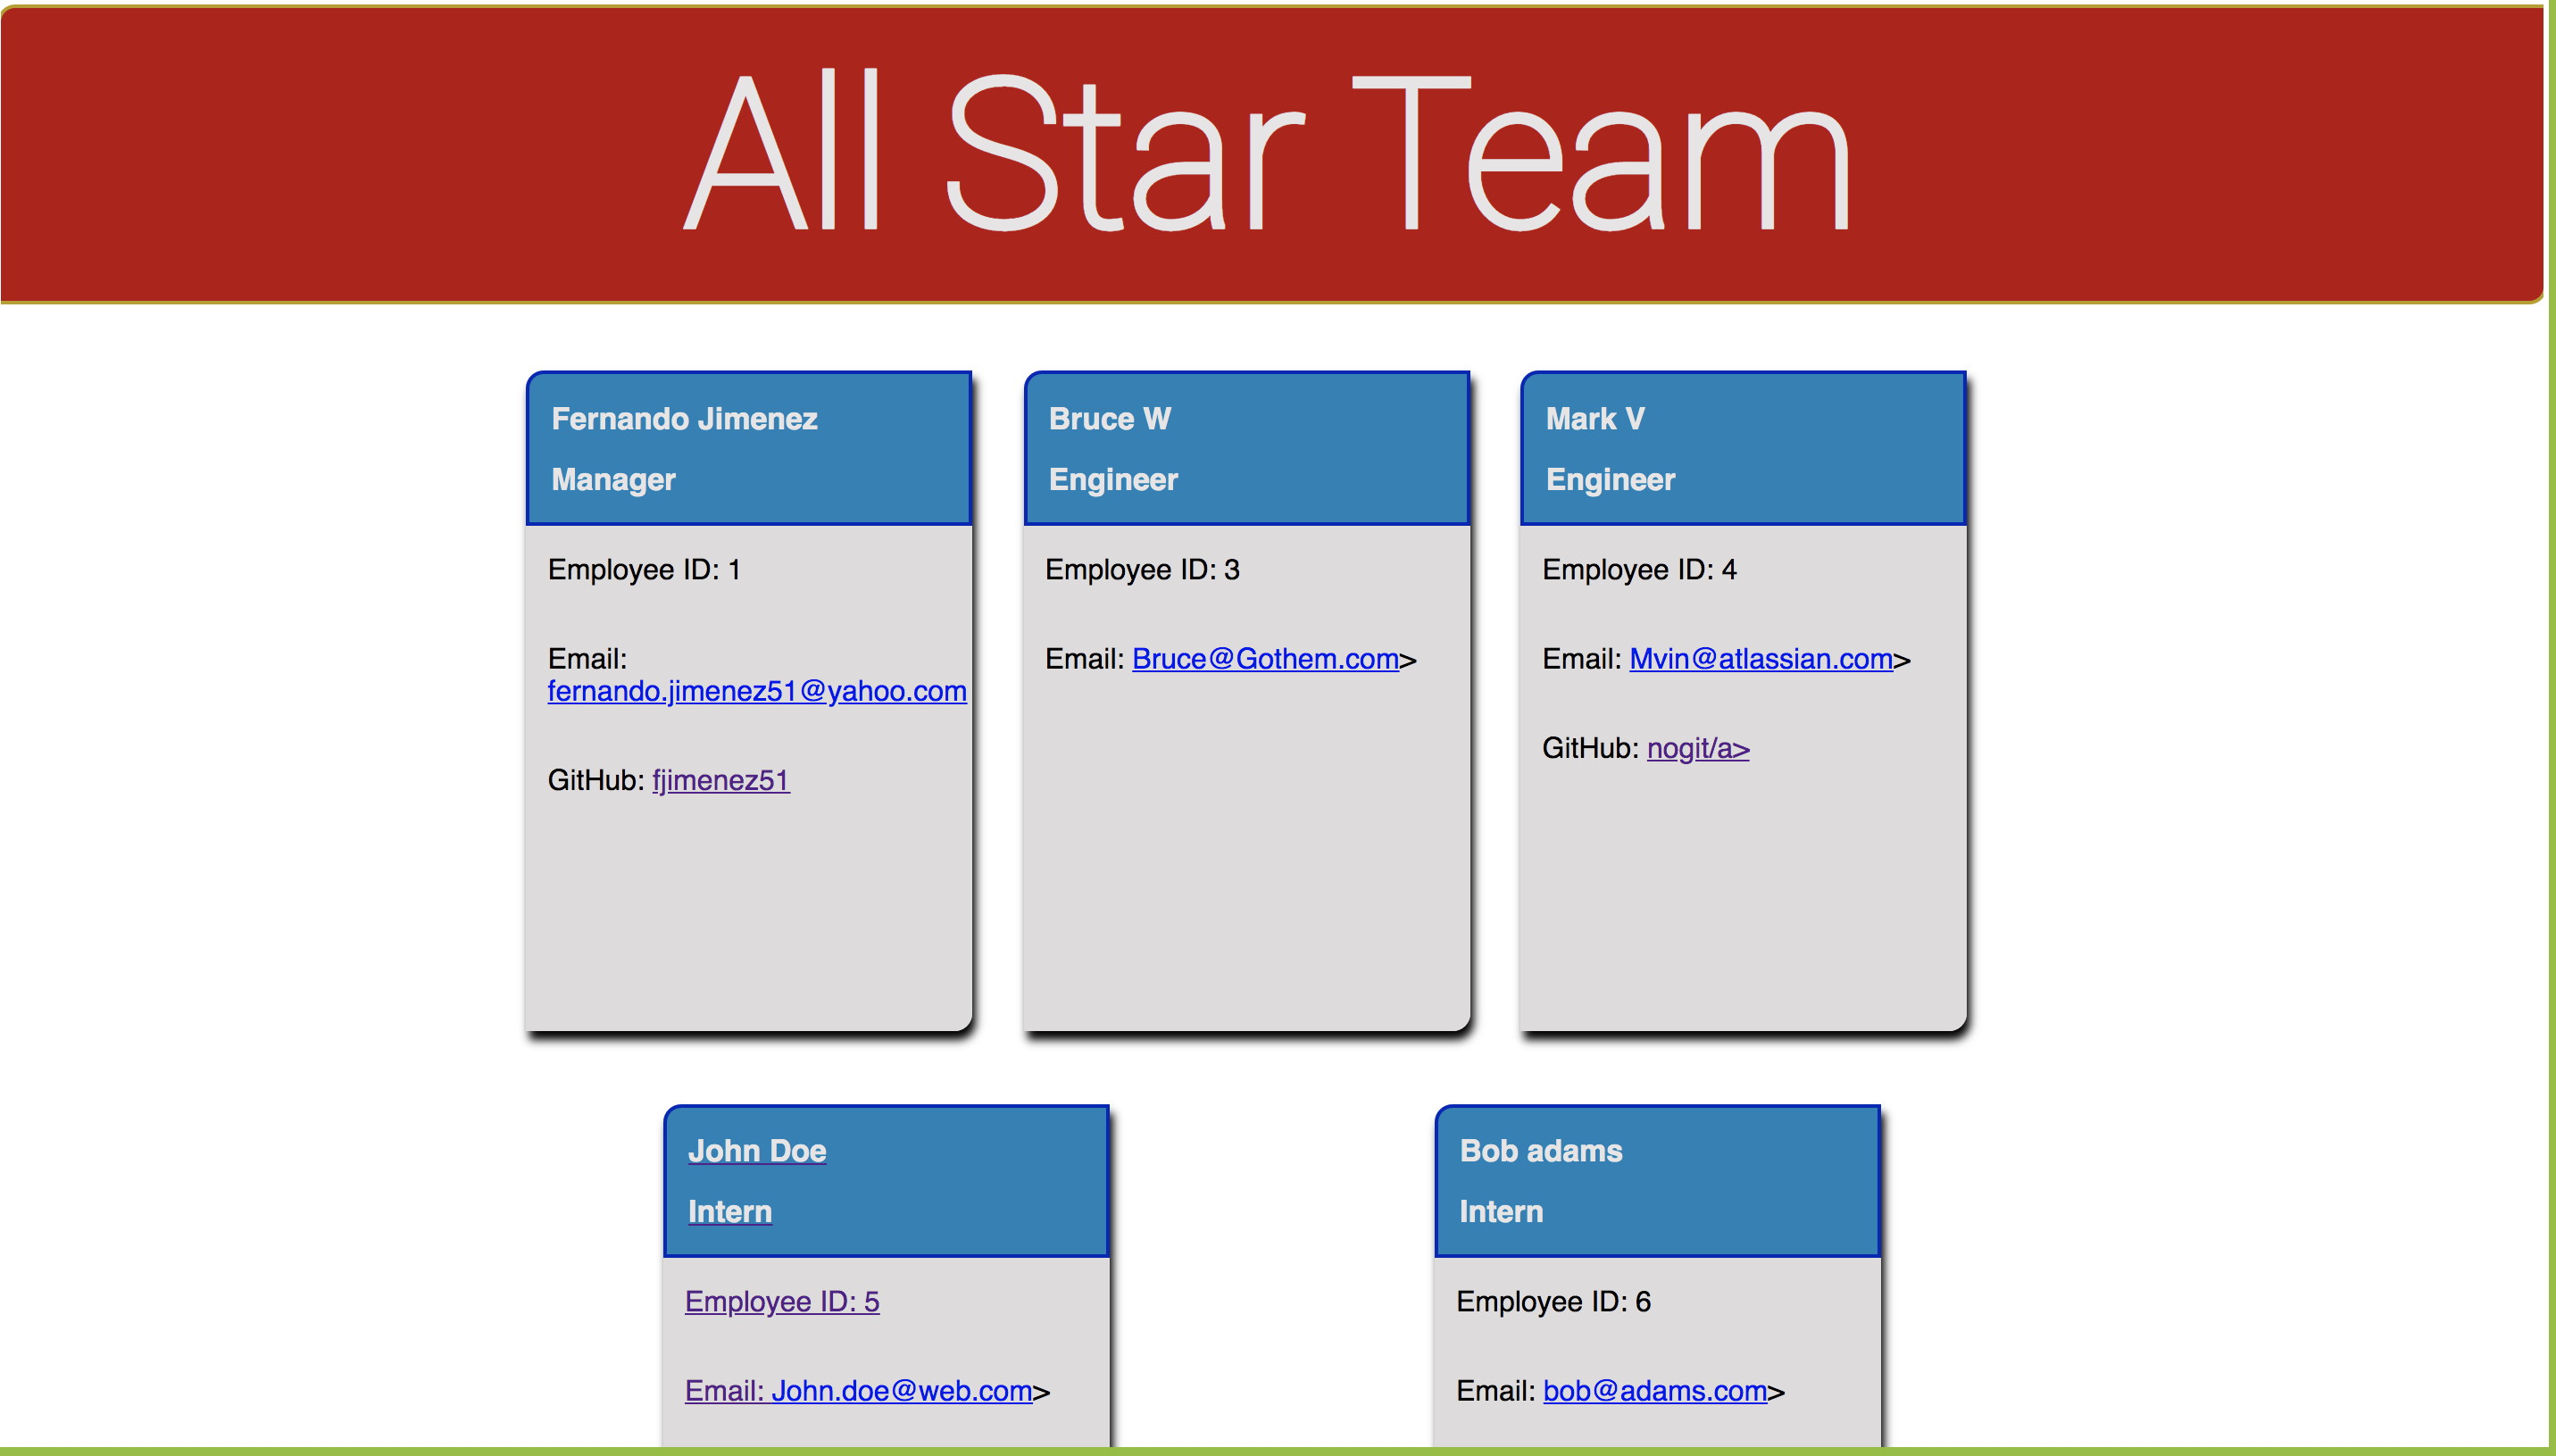 All Star Team
Fernando Jimenez
Manager
Employee ID: 1
Email:
fernando.jimenez51@yahoo.com
GitHub: fjimenez51
Bruce W
Engineer
Employee ID: 3
Email: Bruce@Gothem.com>
Mark V
Engineer
Employee ID: 4
Email: Mvin@atlassian.com>
GitHub: nogit/a>
John Doe
Intern
Employee ID: 5
Email: John.doe@web.com>
Bob adams
Intern
Employee ID: 6
Email: bob@adams.com>